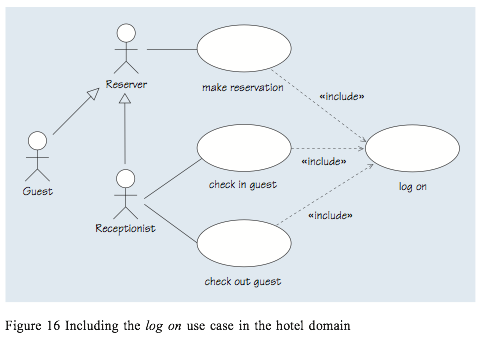 Reserver
make reservation
«include»
Guest
check in guest
«include»
log on
Receptionist
«include»
check out guest
Figure 16 Including the log on use case in the hotel domain